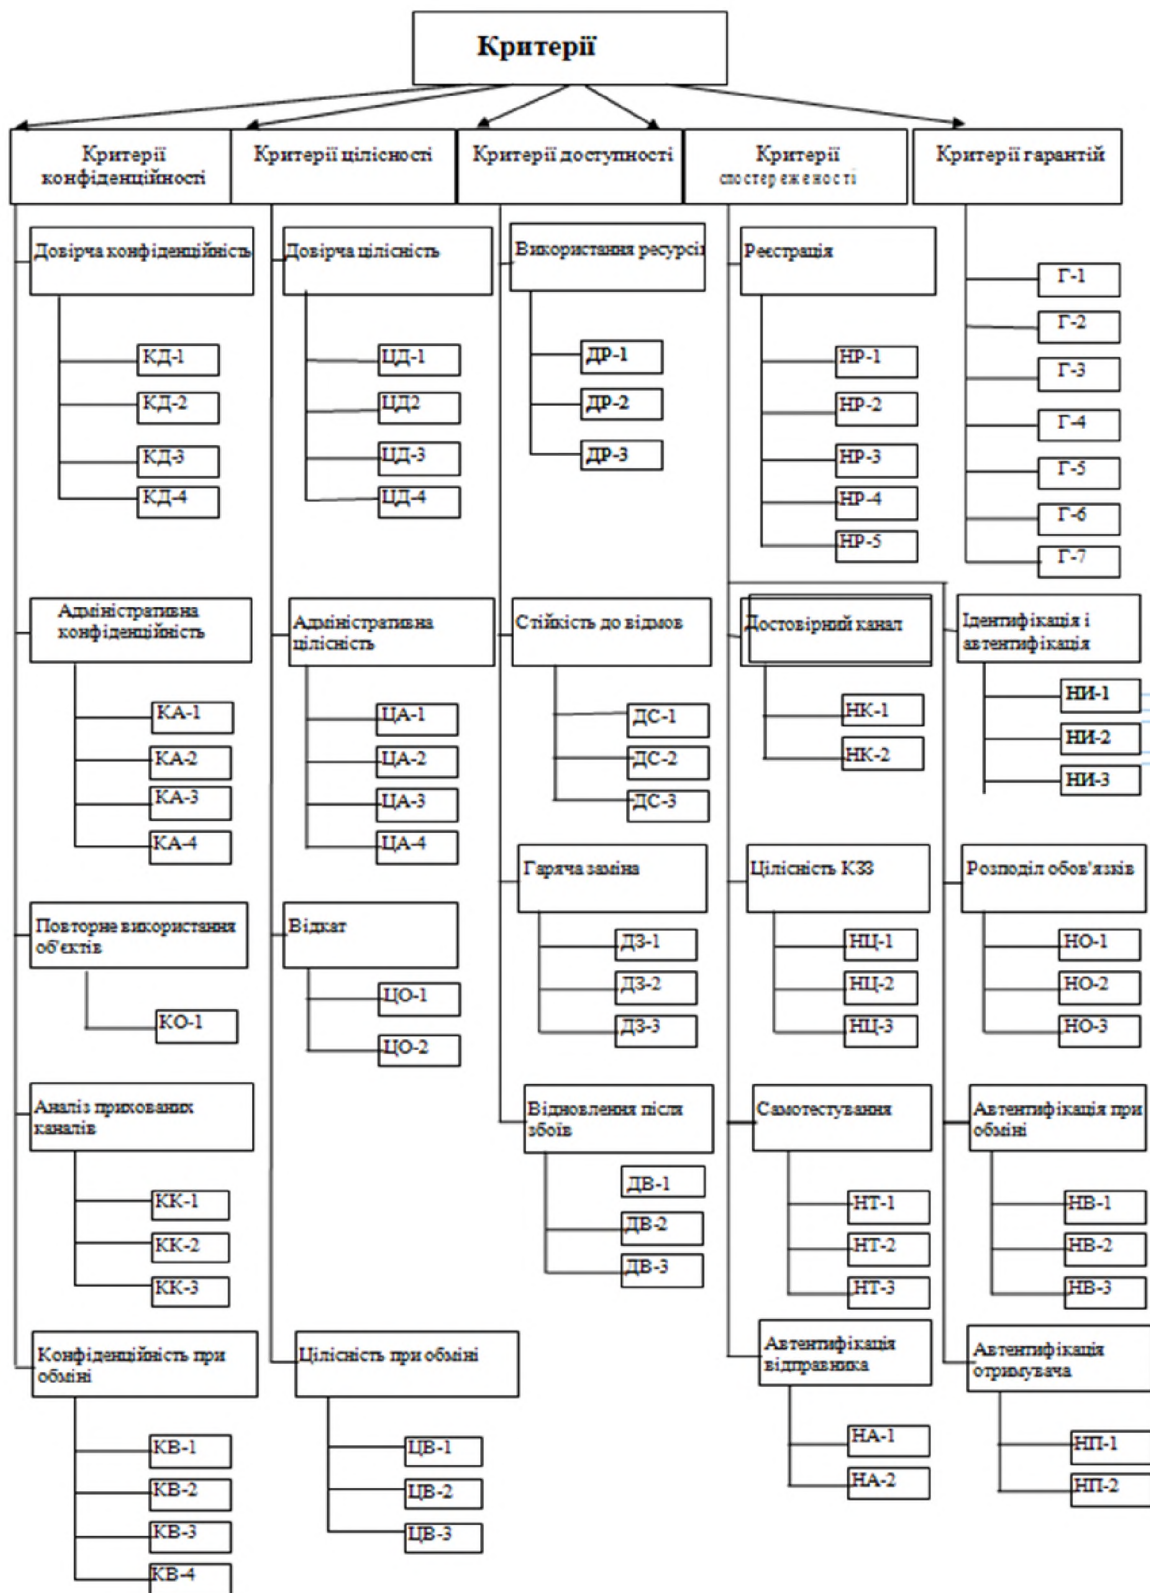 Критерії
Критерії
конфіденційності
Критерії цілісності
Критерії доступності
Критерії
спостереженості
Критерії гарантій
Довірча конфіденційність
КД-1
КД-2
КД-3
КД-4
Адміністративна
конфіденційність
КА-1
КА-2
КА-3
КА-4
Повторне використання
об'єктів
КО-1
Аналіз прихованих
каналів
КК-1
КК-2
КК-3
Конфіденційність при
обміні
КВ-1
КВ-2
КВ-3
КВ-4
Довірча цілісність
ЦД-1
ЦД2
ЦД-3
ЦД-4
Адміністративна
цілісність
ЦА-1
ЦА-2
ЦА-3
ЦА-4
Відкат
ЦО-1
ЦО-2
Цілісність при обміні
ЦВ-1
ЦВ-2
ЦВ-3
Використання ресурсів
ДР-1
ДР-2
ДР-3
Стійкість до відмов
ДС-1
ДС-2
ДС-3
Гаряча заміна
ДЗ-1
ДЗ-2
ДЗ-3
Відновлення після
збоїв
ДВ-1
ДВ-2
ДВ-3
Реєстрація
НР-1
НР-2
НР-3
НР-4
НР-5
Достовірний канал
НК-1
НК-2
Цілісність КЗЗ
НЦ-1
НЦ-2
НЦ-3
Самотестування
НТ-1
НТ-2
НТ-3
Автентифікація
відправника
НА-1
НА-2
Г-1
Г-2
Г-3
Г-4
Г-5
Г-6
Г-7
Ідентифікація і
автентифікація
НИ-1
НИ-2
НИ-3
Розподіл обов'язків
НО-1
НО-2
НО-3
Автентифікація при
обміні
НВ-1
НВ-2
НВ-3
Автентифікація
отримувача
НП-1
НП-2